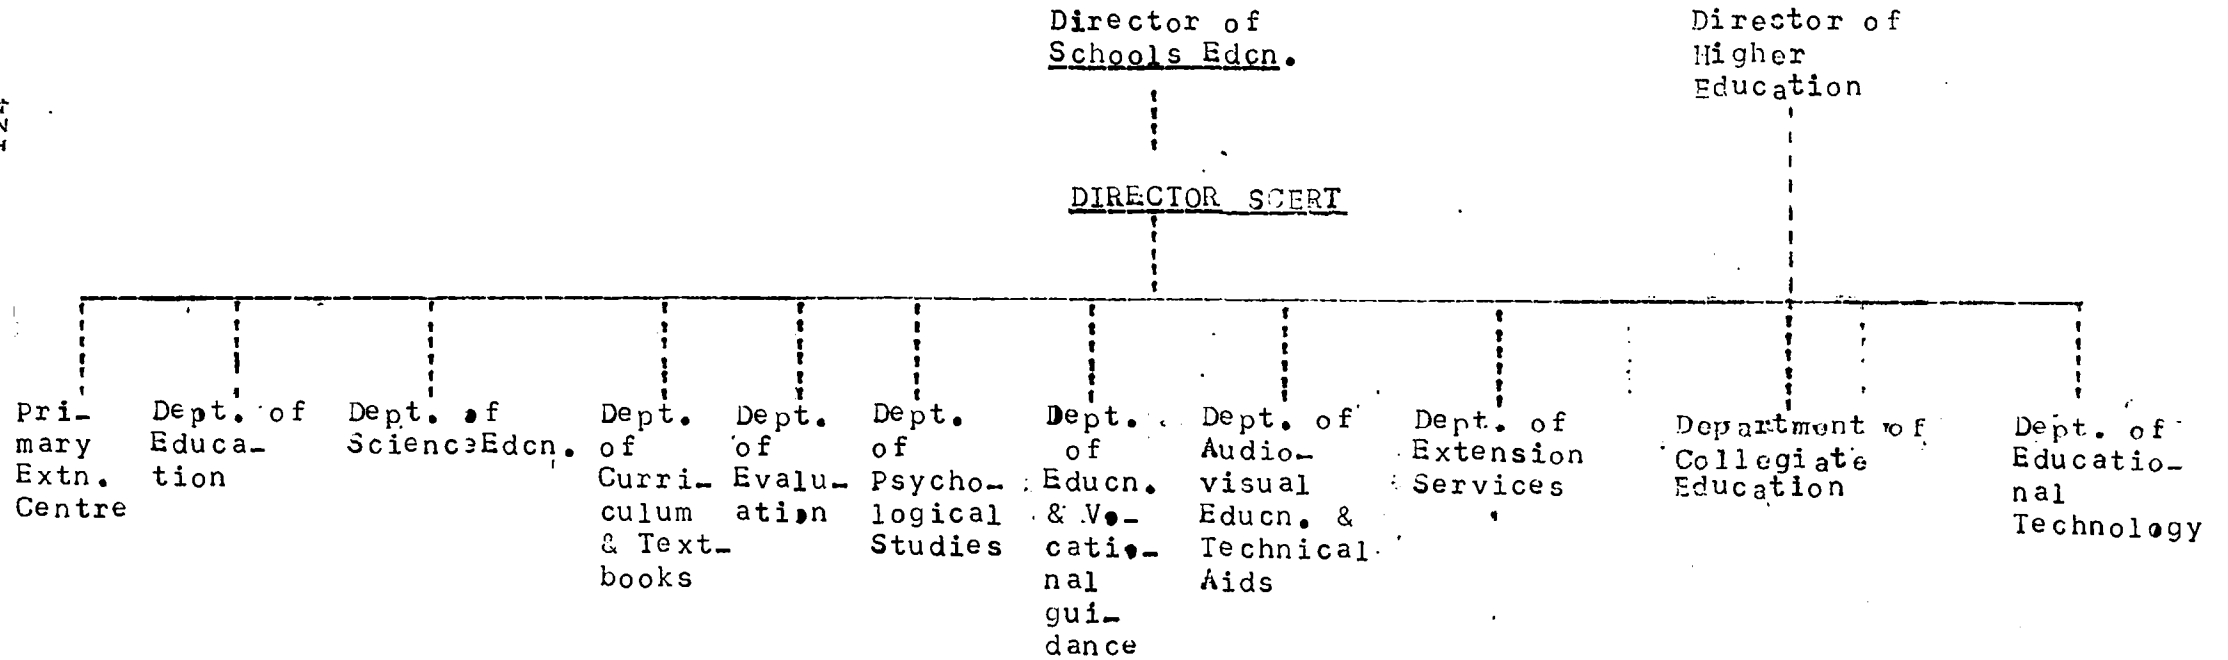 Director of
Schools Edcn.
Director of
Higher
Education
DIRECTOR SCERT
Pri-
mary
Extn.
Centre
Dept. of
Educa-
tion
Dept. of
Science Edcn.
Dept.
of
Curri-
culum
& Text-
books
Dept.
of
Evalu-
ation
Dept.
of
Psycho-
logical
Studies
Dept.
of
Educn.
& Vo-
catio-
nal
gui-
dance
Dept. of
Audio-
visual
Educn. &
Technical
Aids
Dept. of
Extension
Services
Department of
Collegiate
Education
Dept. of
Educatio-
nal
Technology